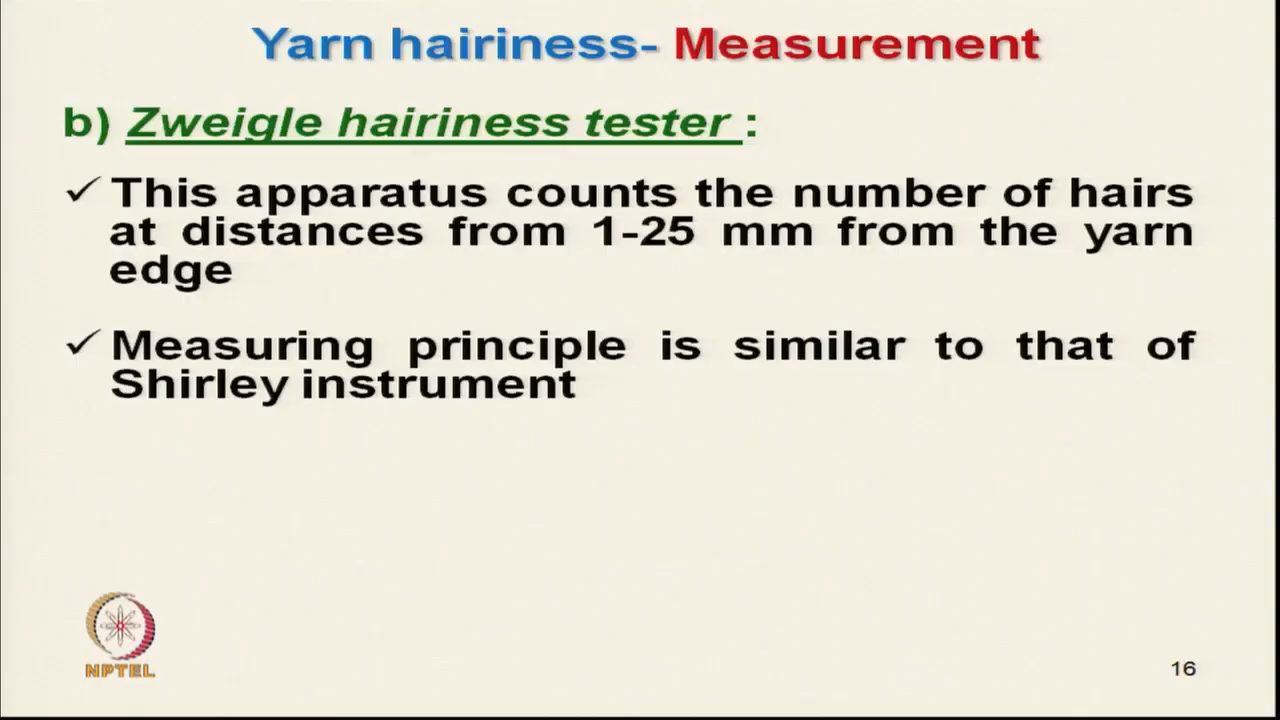 Yarn hairiness- Measurement
b) Zweigle hairiness tester :
✓ This apparatus counts the number of hairs
at distances from 1-25 mm from the yarn
edge
✓ Measuring principle is similar to that of
Shirley instrument
NPTEL
16